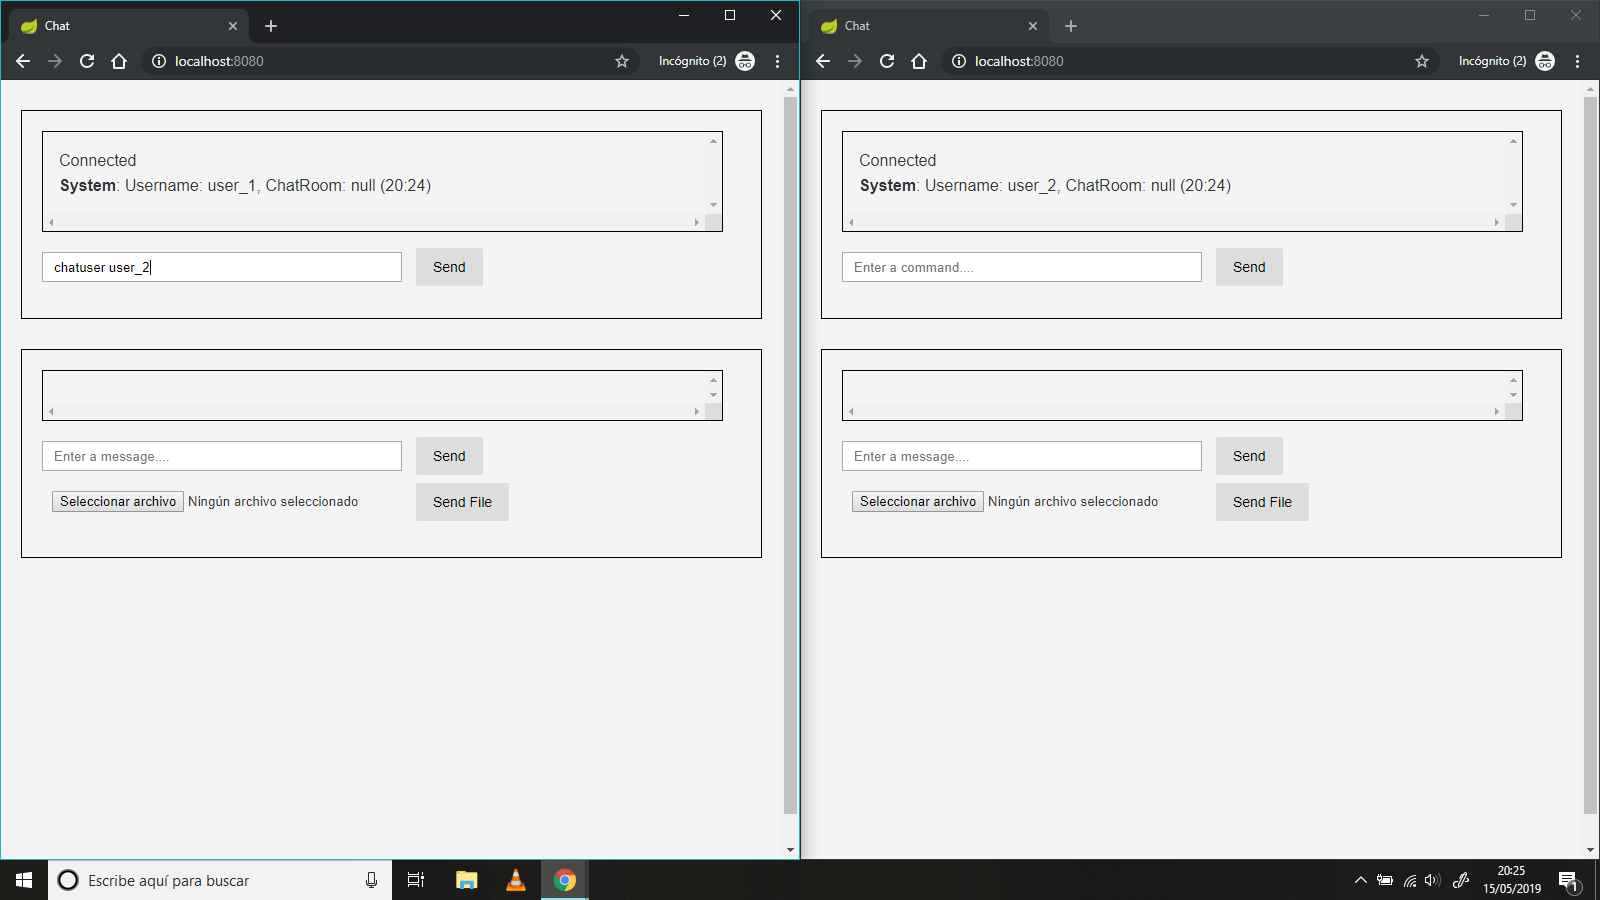 Chat
localhost:8080
Incógnito (2)
Connected
System: Username: user_1, ChatRoom: null (20:24)
chatuser user_2
Send
Enter a message....
Send
Seleccionar archivo Ningún archivo seleccionado
Send File
Chat
localhost:8080
Incógnito (2)
Connected
System: Username: user_2, ChatRoom: null (20:24)
Enter a command....
Send
Enter a message....
Send
Seleccionar archivo Ningún archivo seleccionado
Send File
Escribe aquí para buscar
20:25
15/05/2019
1